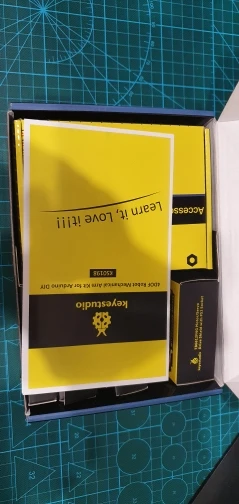 keyestudio
4DOF Robot Mechanical Arm Kit for Arduino DIY
KS0198
Learn it, Love it!!!
Access
keyestudio